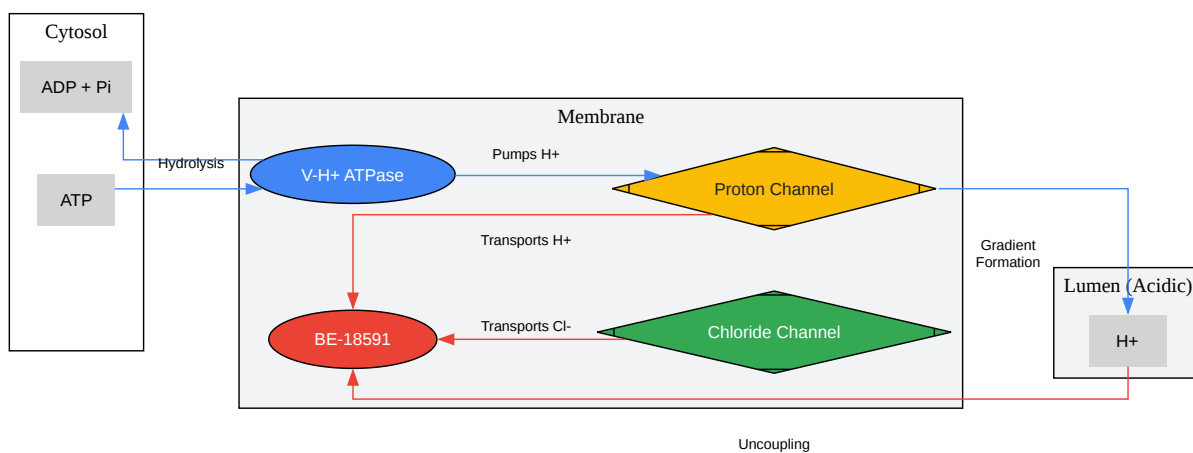 Cytosol
ADP + Pi
Hydrolysis
ATP
Membrane
V-H+ ATPase
Pumps H+
Proton Channel
Transports H+
Gradient
Formation
Lumen (Acidic)
H+
BE-18591
Transports Cl-
Chloride Channel
Uncoupling